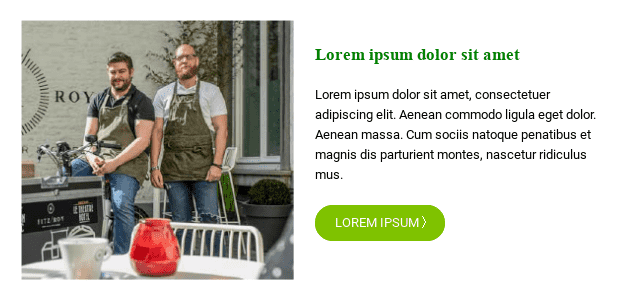 Lorem ipsum dolor sit amet
Lorem ipsum dolor sit amet, consectetuer
adipiscing elit. Aenean commodo ligula eget dolor.
Aenean massa. Cum sociis natoque penatibus et
magnis dis parturient montes, nascetur ridiculus
mus.
LOREM IPSUM 〉
ROY